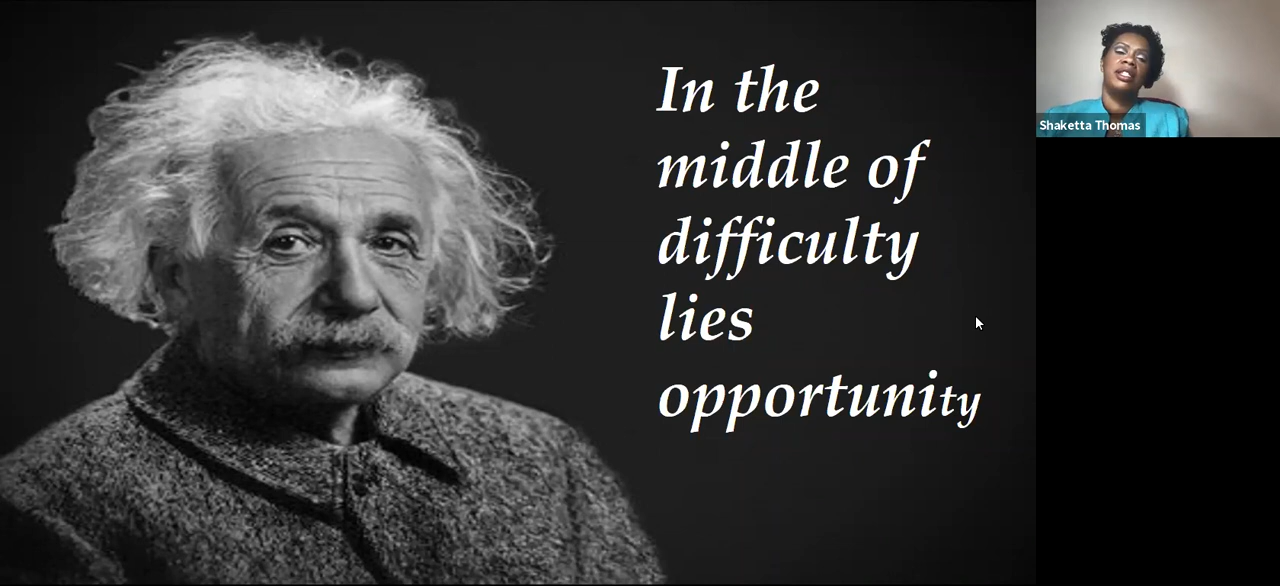 In the
middle of
difficulty
lies
opportunity
Shaketta Thomas